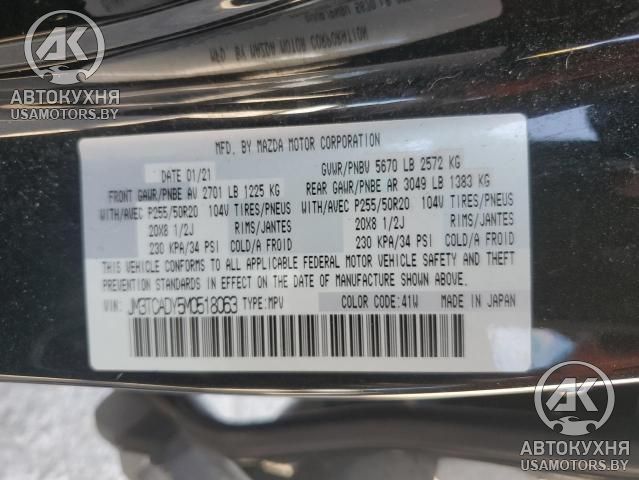 АК
АВТОКУХНЯ
USAMOTORS.BY
MFD. BY MAZDA MOTOR CORPORATION
DATE 01/21 GVWR/PNBV 5670 LB 2572 KG
FRONT GAWR/PNBE AV 2701 LB 1225 KG REAR GAWR/PNBE AR 3049 LB 1383 KG
WITH/AVEC P255/50R20 104V TIRES/PNEUS WITH/AVEC P255/50R20 104V TIRES/PNEUS
20X8 1/2J RIMS/JANTES 20X8 1/2J RIMS/JANTES
230 KPA/34 PSI COLD/A FROID 230 KPA/34 PSI COLD/A FROID
THIS VEHICLE CONFORMS TO ALL APPLICABLE FEDERAL MOTOR VEHICLE SAFETY AND THEFT
PREVENTION STANDARDS IN EFFECT ON THE DATE OF MANUFACTURE SHOWN ABOVE.
VIN: JM3TCADY5M0518063 TYPE:MPV COLOR CODE:41W MADE IN JAPAN
АК
АВТОКУХНЯ
USAMOTORS.BY